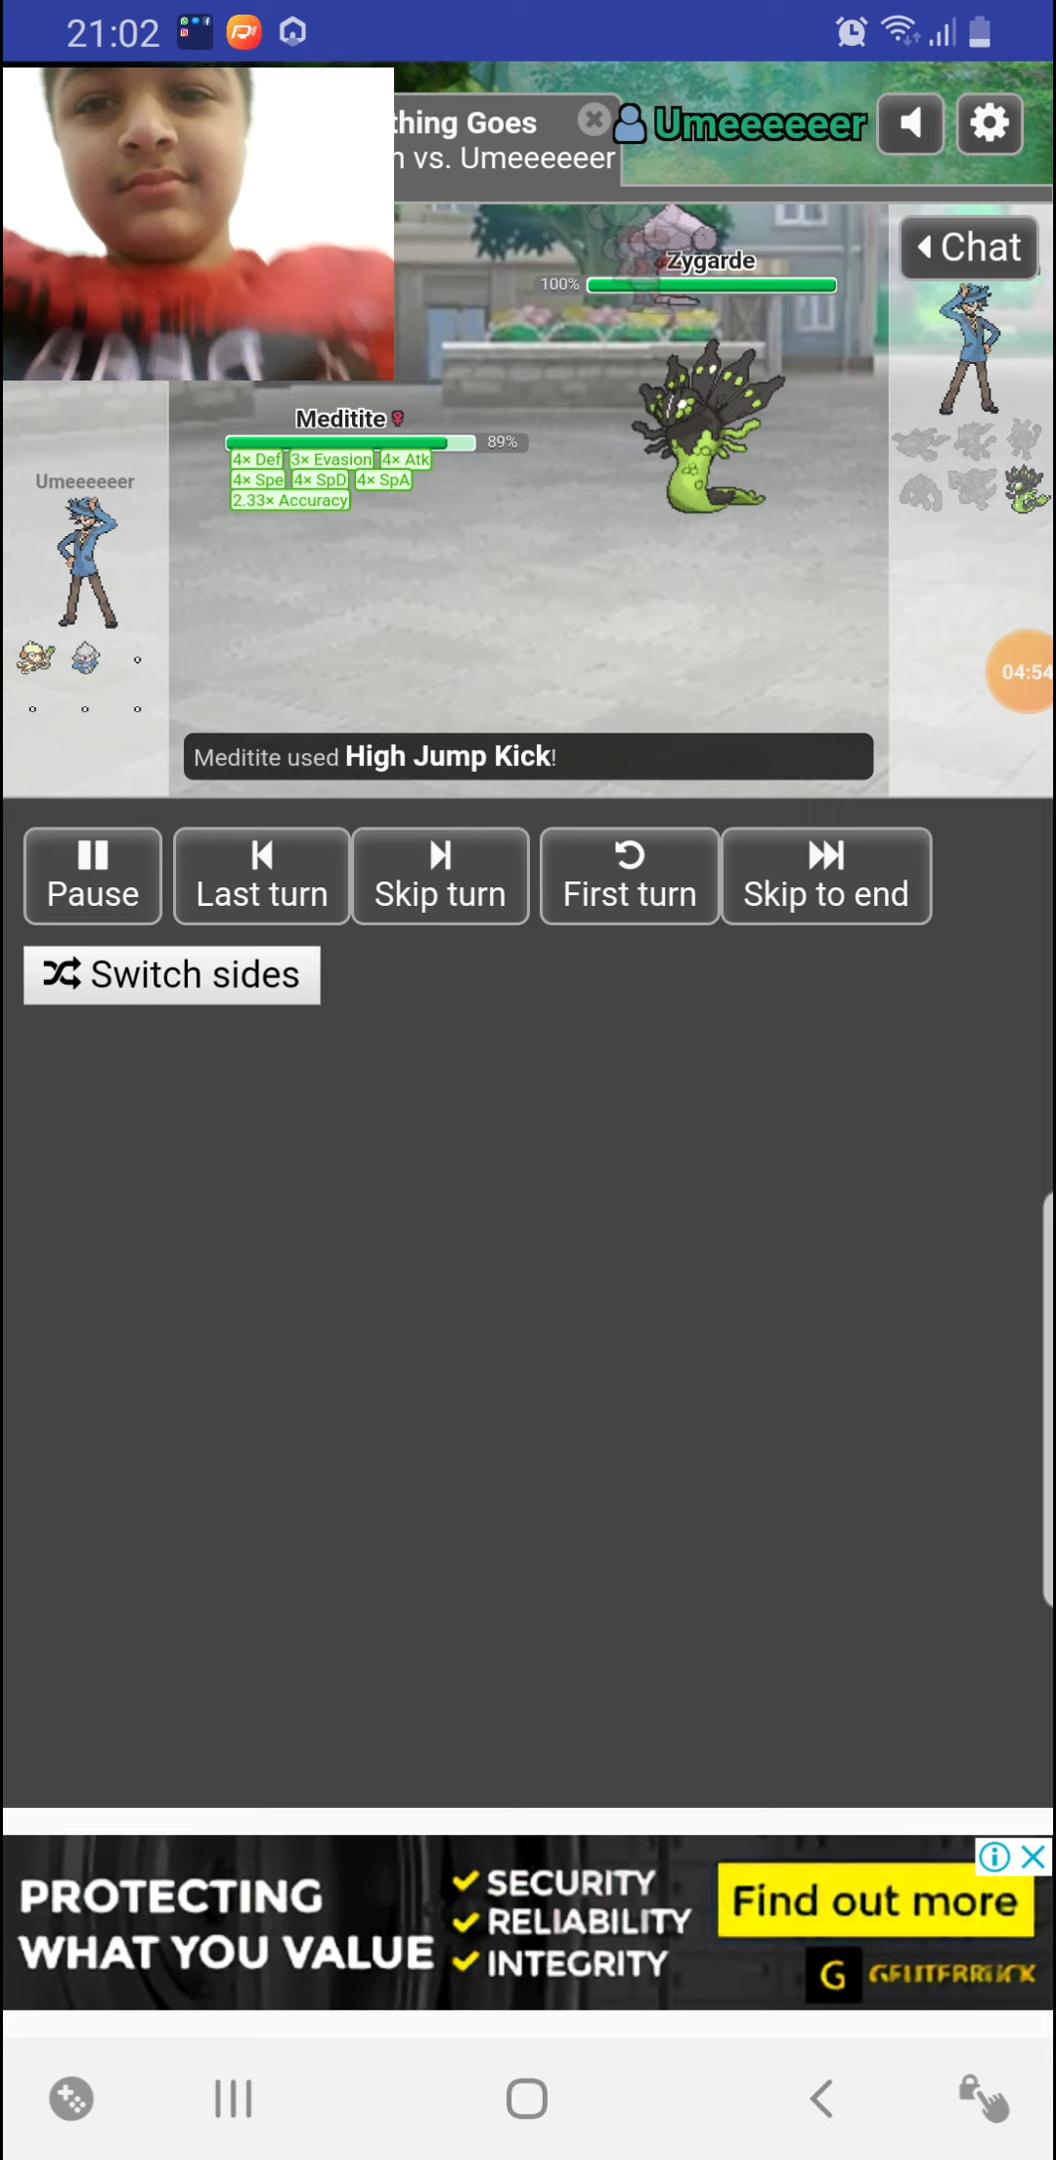 21:02
thing Goes
n vs. Umeeeeeer
Umeeeeeer
Chat
Zygarde
100%
Meditite
89%
4× Def 3× Evasion 4× Atk
4× Spe 4× SpD 4× SpA
2.33× Accuracy
Umeeeeeer
04:54
Meditite used High Jump Kick!
Pause
Last turn
Skip turn
First turn
Skip to end
Switch sides
PROTECTING
WHAT YOU VALUE
SECURITY
RELIABILITY
INTEGRITY
Find out more
G GEUTEBRÜCK